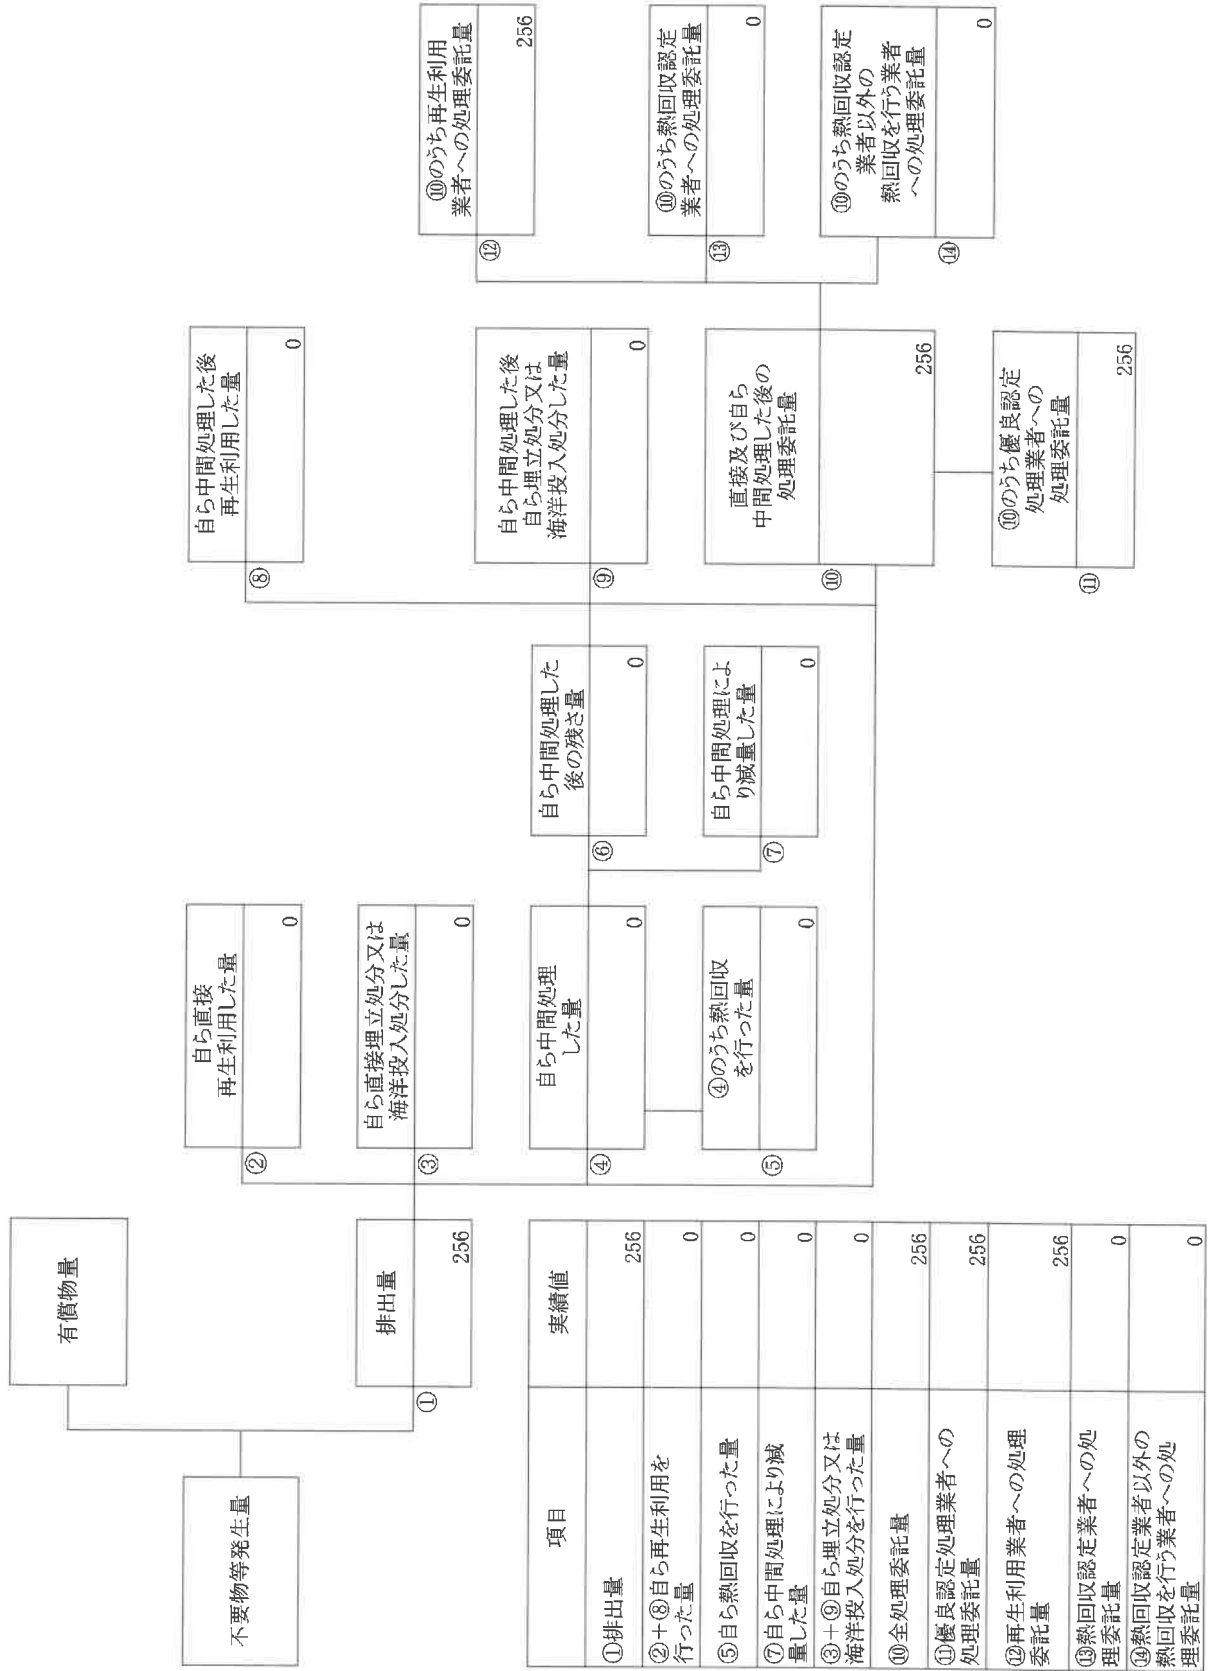 不要物等発生量
有償物量
①
排出量
256
②
自ら直接
再生利用した量
0
③
自ら直接埋立処分又は
海洋投入処分した量
0
④
自ら中間処理
した量
0
⑤
④のうち熱回収
を行った量
0
⑥
自ら中間処理した
後の残さ量
0
⑦
自ら中間処理によ
り減量した量
0
⑧
自ら中間処理した後
再生利用した量
0
⑨
自ら中間処理した後
自ら埋立処分又は
海洋投入処分した量
0
⑩
直接及び自ら
中間処理した後の
処理委託量
256
⑪
⑩のうち優良認定
処理業者への
処理委託量
256
⑫
⑩のうち再生利用
業者への処理委託量
256
⑬
⑩のうち熱回収認定
業者への処理委託量
0
⑭
⑩のうち熱回収認定
業者以外の
熱回収を行う業者
への処理委託量
0
項目
実績値
①排出量
256
②+⑧自ら再生利用を
行った量
0
⑤自ら熱回収を行った量
0
⑦自ら中間処理により減
量した量
0
③+⑨自ら埋立処分又は
海洋投入処分を行った量
0
⑩全処理委託量
256
⑪優良認定処理業者への
処理委託量
256
⑫再生利用業者への処理
委託量
256
⑬熱回収認定業者への処
理委託量
0
⑭熱回収認定業者以外の
熱回収を行う業者への処
理委託量
0